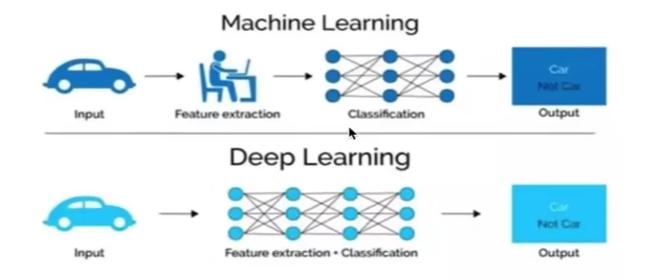 Machine Learning
Car
Not Car
Input
Feature extraction
Classification
Output
Deep Learning
Car
Not Car
Input
Feature extraction + Classification
Output